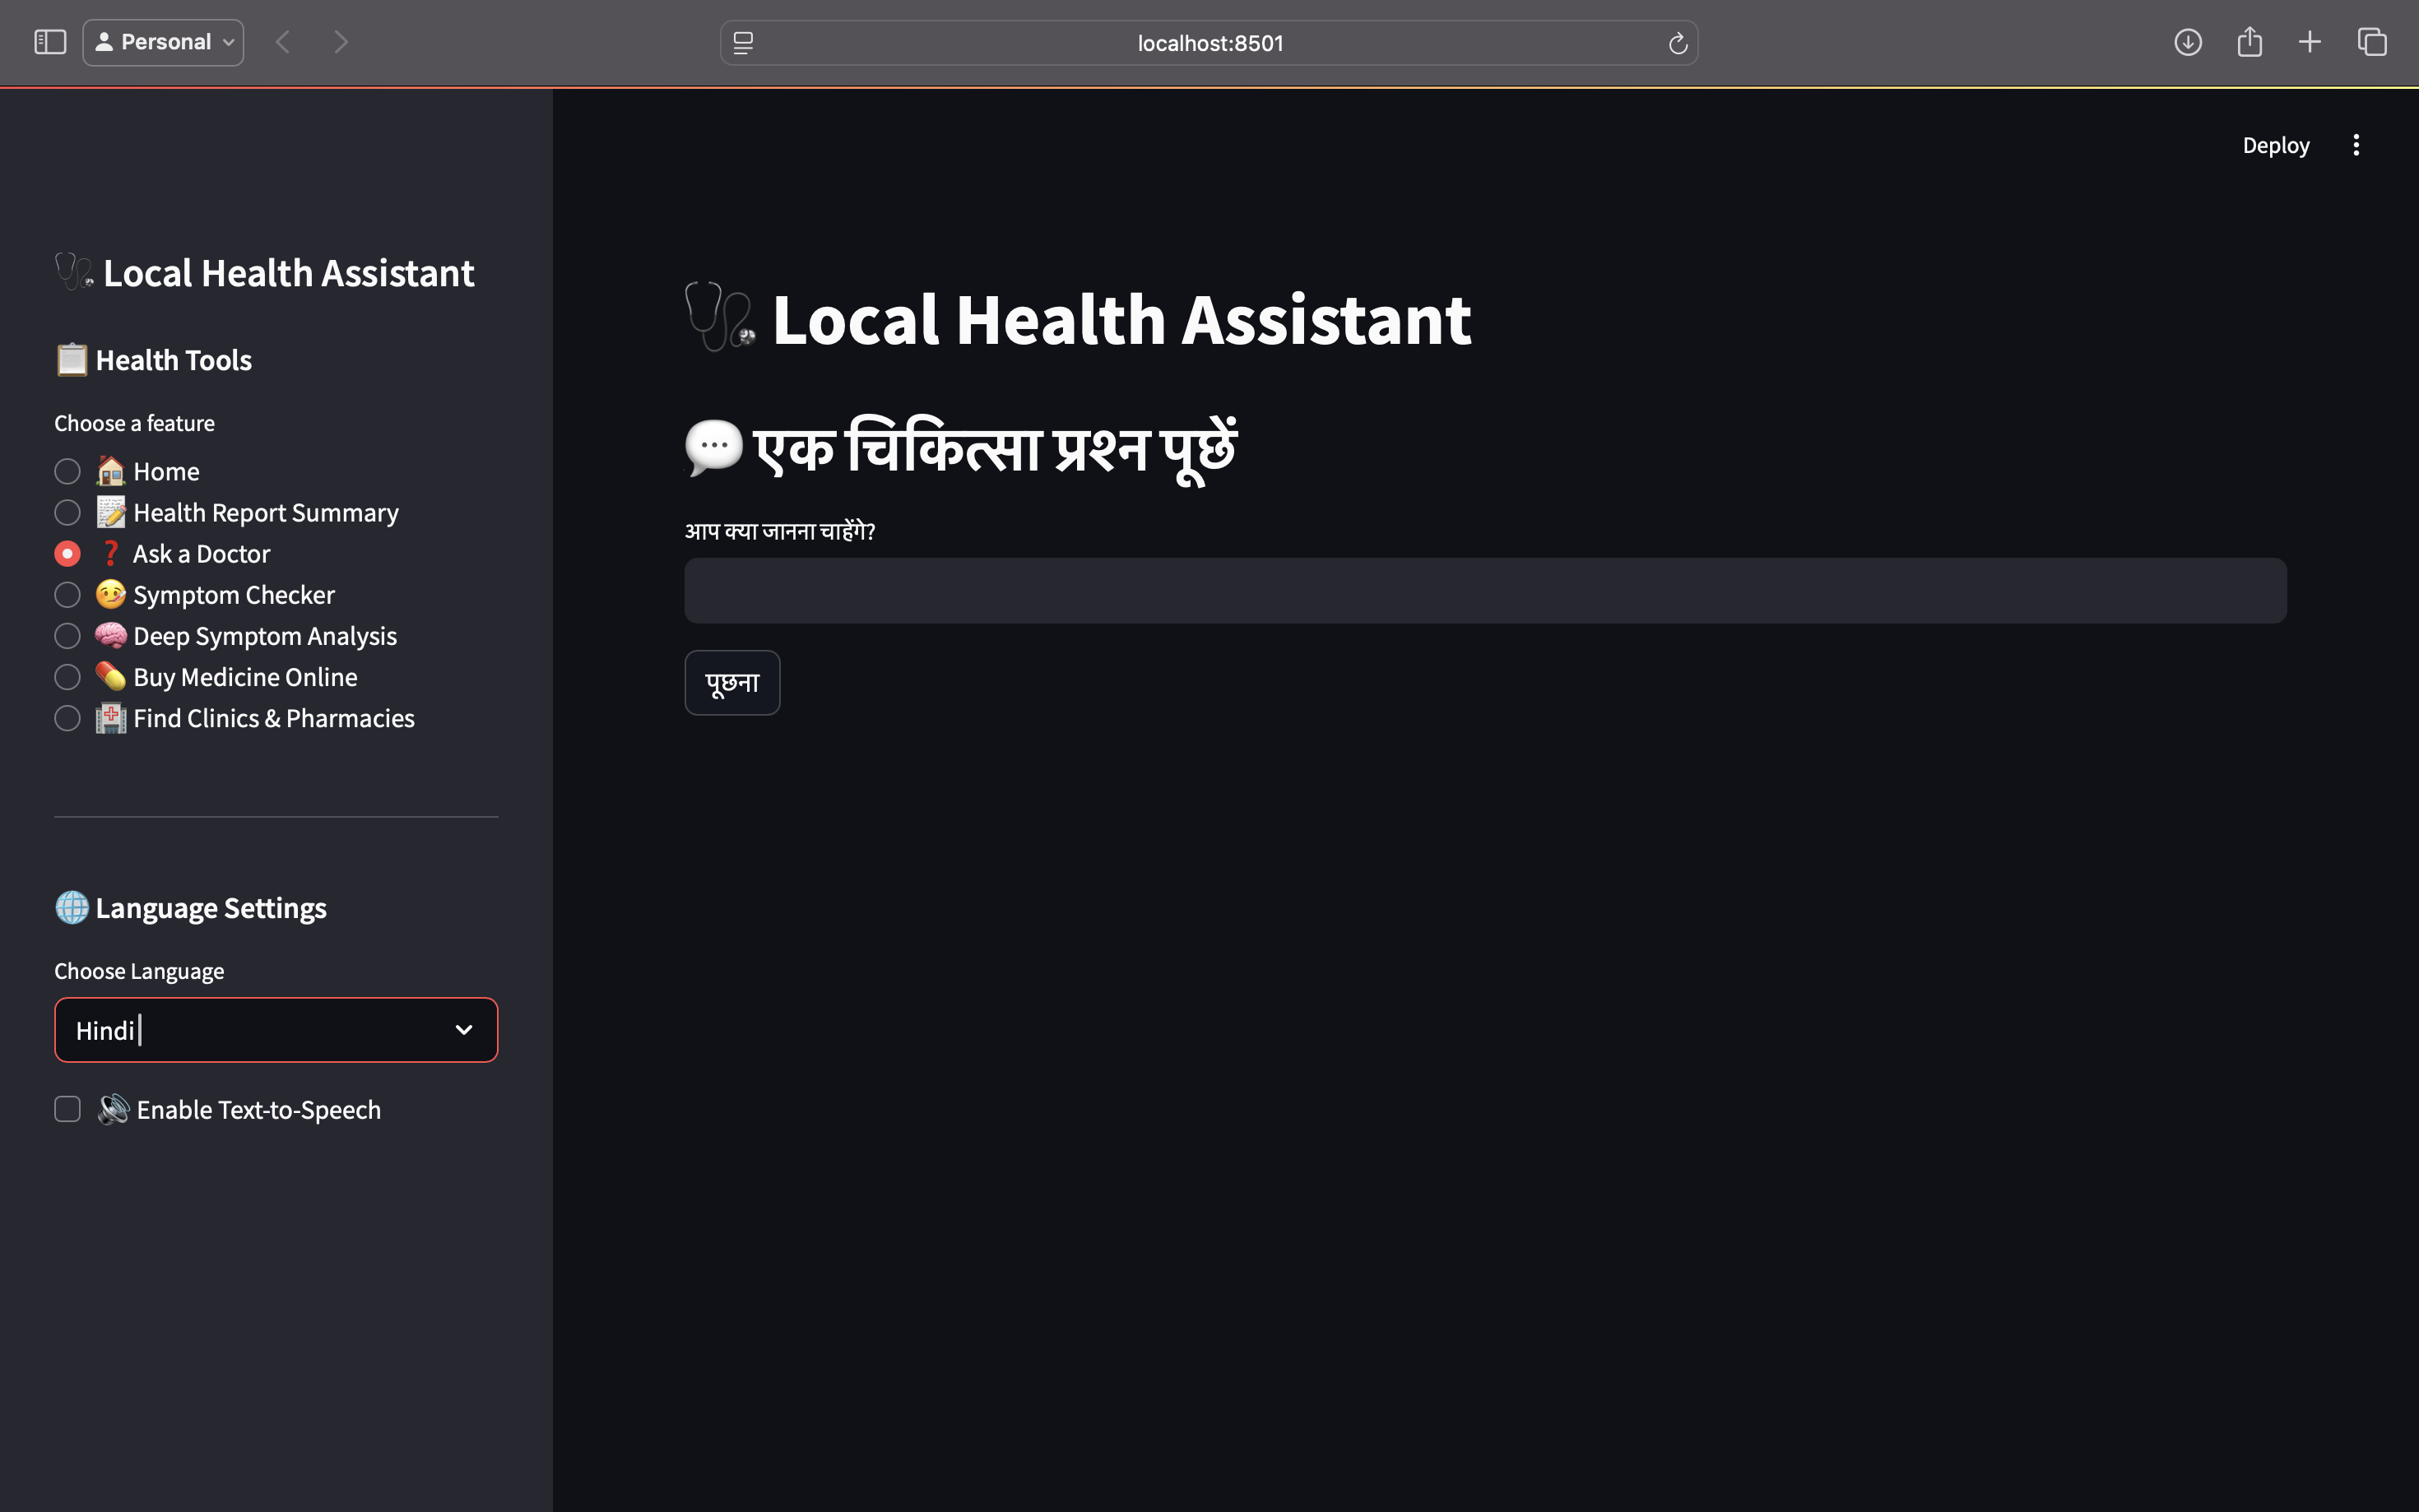 Personal
localhost:8501
Deploy
🩺 Local Health Assistant
📋 Health Tools
Choose a feature
🏠 Home
📝 Health Report Summary
❓ Ask a Doctor
🤒 Symptom Checker
🧠 Deep Symptom Analysis
💊 Buy Medicine Online
🏥 Find Clinics & Pharmacies
🌐 Language Settings
Choose Language
Hindi
🔊 Enable Text-to-Speech
🩺 Local Health Assistant
💬 एक चिकित्सा प्रश्न पूछें
आप क्या जानना चाहेंगे?
पूछना